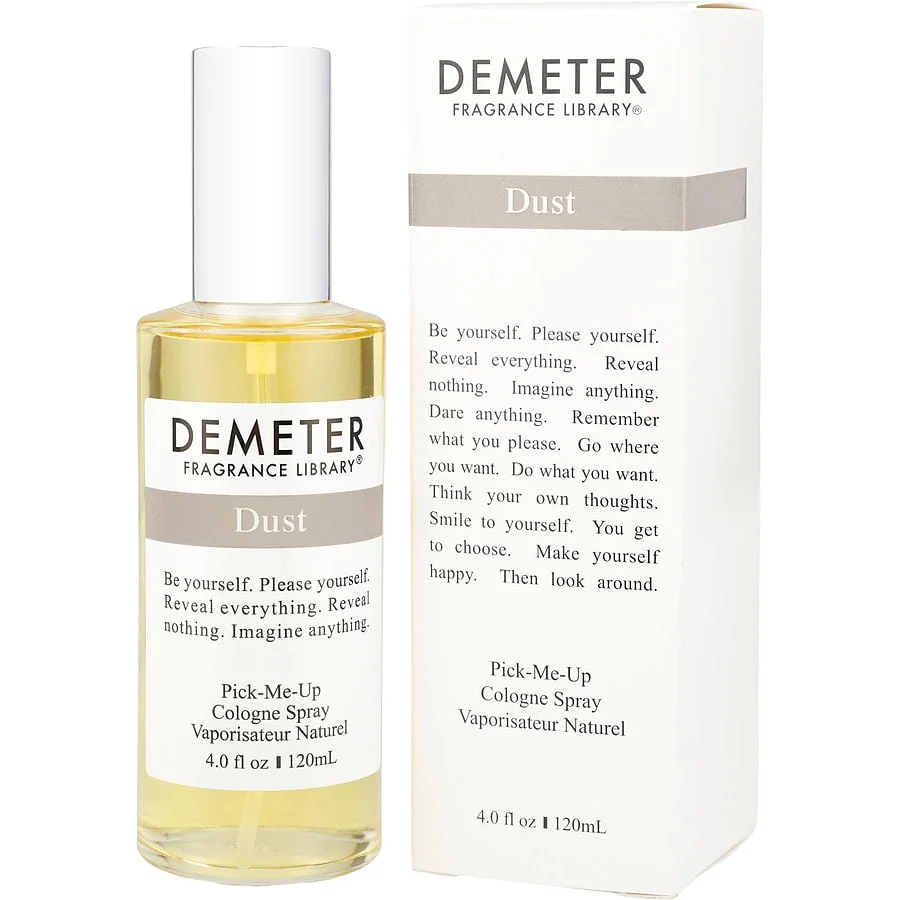 DEMETER
FRAGRANCE LIBRARY®
Dust
Be yourself. Please yourself.
Reveal everything. Reveal
nothing. Imagine anything.
Pick-Me-Up
Cologne Spray
Vaporisateur Naturel
4.0 fl oz ▮ 120mL
DEMETER
FRAGRANCE LIBRARY®
Dust
Be yourself. Please yourself.
Reveal everything. Reveal
nothing. Imagine anything.
Dare anything. Remember
what you please. Go where
you want. Do what you want.
Think your own thoughts.
Smile to yourself. You get
to choose. Make yourself
happy. Then look around.
Pick-Me-Up
Cologne Spray
Vaporisateur Naturel
4.0 fl oz ▮ 120mL